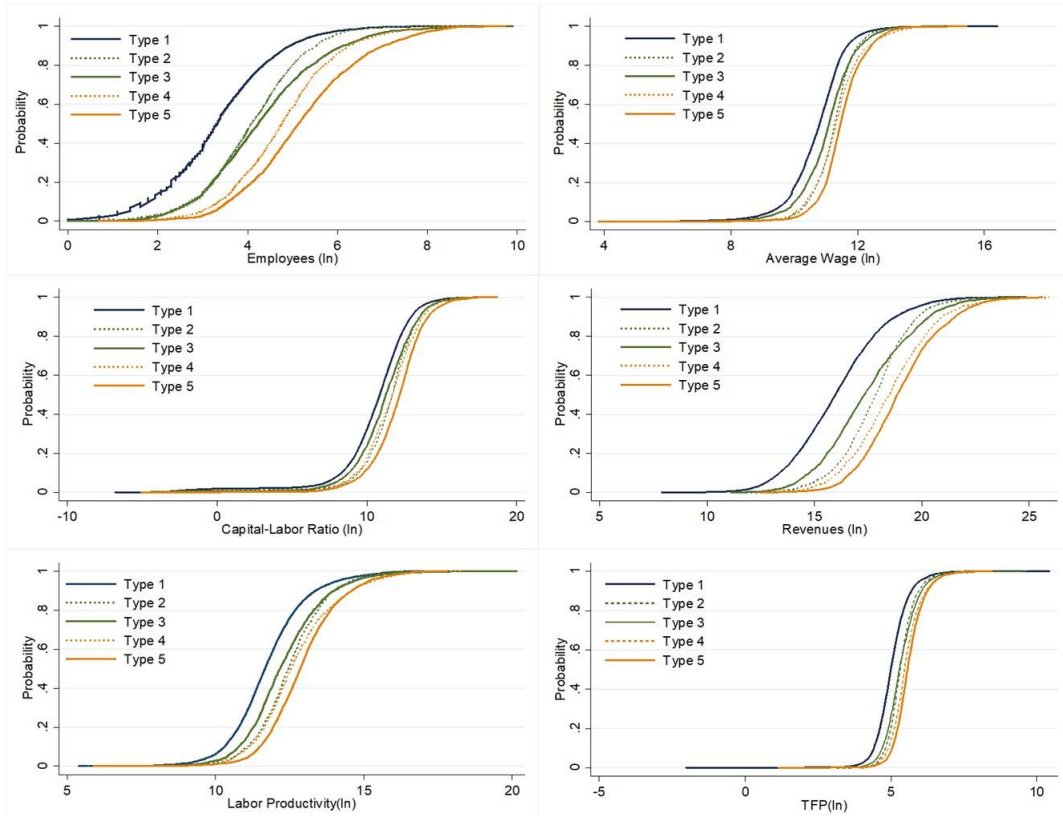 Probability
1
.8
.6
.4
.2
0
Type 1
Type 2
Type 3
Type 4
Type 5
0 2 4 6 8 10
Employees (ln)
Probability
1
.8
.6
.4
.2
0
Type 1
Type 2
Type 3
Type 4
Type 5
4 8 12 16
Average Wage (ln)
Probability
1
.8
.6
.4
.2
0
Type 1
Type 2
Type 3
Type 4
Type 5
-10 0 10 20
Capital-Labor Ratio (ln)
Probability
1
.8
.6
.4
.2
0
Type 1
Type 2
Type 3
Type 4
Type 5
5 10 15 20 25
Revenues (ln)
Probability
1
.8
.6
.4
.2
0
Type 1
Type 2
Type 3
Type 4
Type 5
5 10 15 20
Labor Productivity(ln)
Probability
1
.8
.6
.4
.2
0
Type 1
Type 2
Type 3
Type 4
Type 5
-5 0 5 10
TFP(ln)